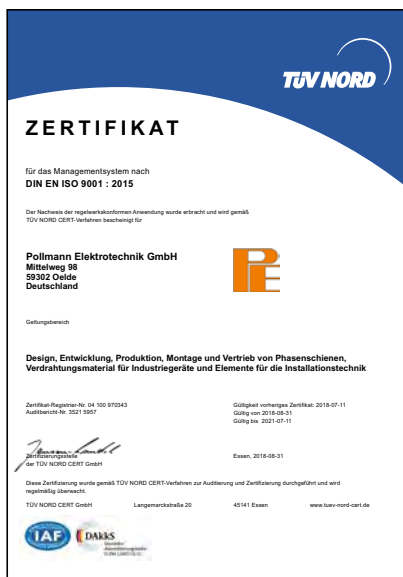 TÜV NORD
ZERTIFIKAT
für das Managementsystem nach
DIN EN ISO 9001 : 2015
Der Nachweis der regelwerkskonformen Anwendung wurde erbracht und wird gemäß
TÜV NORD CERT-Verfahren bescheinigt für
Pollmann Elektrotechnik GmbH
Mittelweg 98
59302 Oelde
Deutschland
PE
Geltungsbereich
Design, Entwicklung, Produktion, Montage und Vertrieb von Phasenschienen,
Verdrahtungsmaterial für Industriegeräte und Elemente für die Installationstechnik
Zertifikat-Registrier-Nr. 04 100 970343
Auditbericht-Nr. 3521 5957
Gültigkeit vorheriges Zertifikat: 2018-07-11
Gültig von 2018-08-31
Gültig bis 2021-07-11
Zertifizierungsstelle
der TÜV NORD CERT GmbH
Essen, 2018-08-31
Diese Zertifizierung wurde gemäß TÜV NORD CERT-Verfahren zur Auditierung und Zertifizierung durchgeführt und wird
regelmäßig überwacht.
TÜV NORD CERT GmbH Langemarckstraße 20 45141 Essen www.tuev-nord-cert.de
IAF
DAkkS
Deutsche
Akkreditierungsstelle